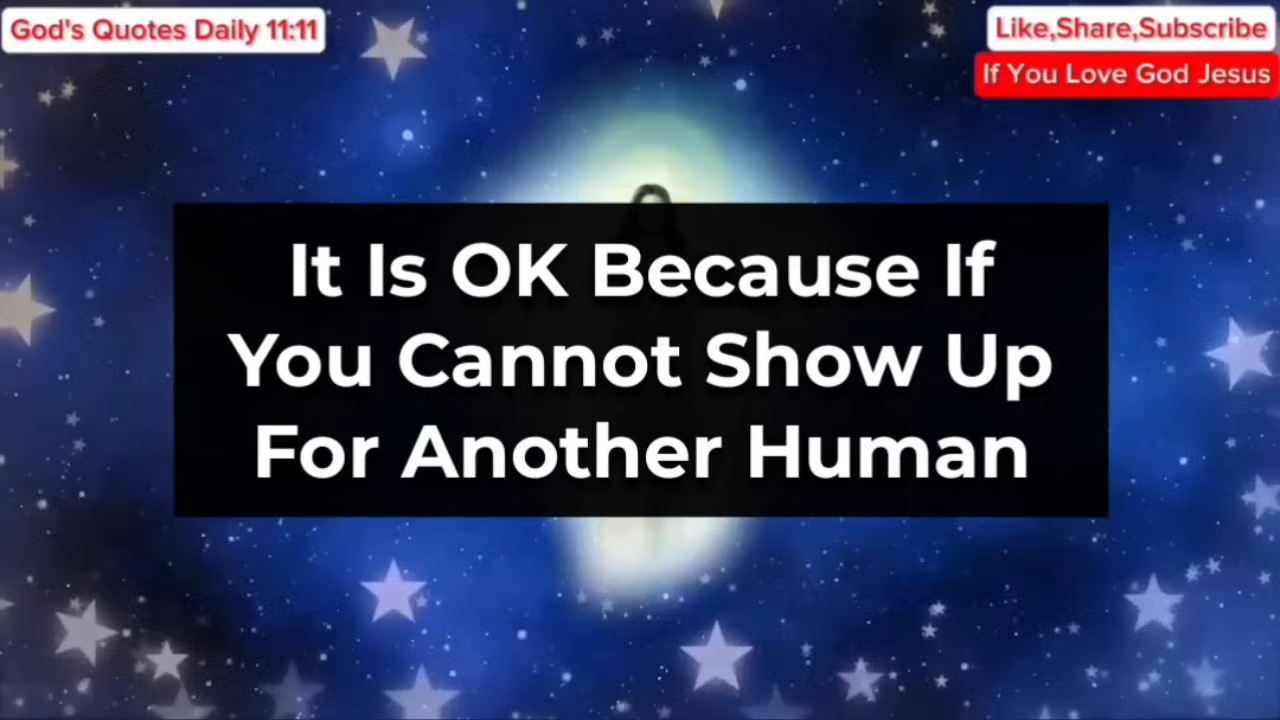 God's Quotes Daily 11:11
Like,Share,Subscribe
If You Love God Jesus
It Is OK Because If
You Cannot Show Up
For Another Human